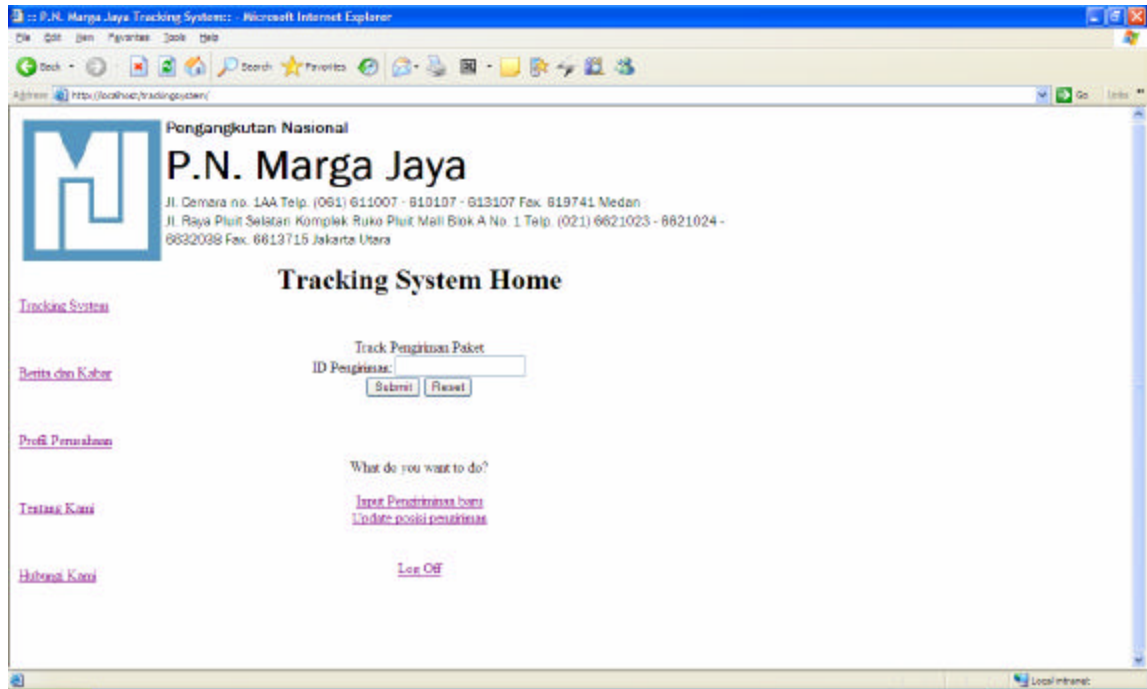 :: P.N. Marga Jaya Tracking System:: - Microsoft Internet Explorer
File Edit View Favorites Tools Help
Back Search Favorites
Address http://localhost/trackingsystem/ Go Links
Pengangkutan Nasional
P.N. Marga Jaya
Jl. Cemara no. 1AA Telp. (061) 611007 - 610107 - 613107 Fax. 619741 Medan
Jl. Raya Pluit Selatan Komplek Ruko Pluit Mall Blok A No. 1 Telp. (021) 6621023 - 6621024 -
6632038 Fax. 6613715 Jakarta Utara
Tracking System Home
Tracking System
Track Pengiriman Paket
ID Pengiriman:
Berita dan Kabar
Submit Reset
Profil Perusahaan
What do you want to do?
Tentang Kami
Input Pengiriminan baru
Update posisi pengiriman
Log Off
Hubungi Kami
Local intranet